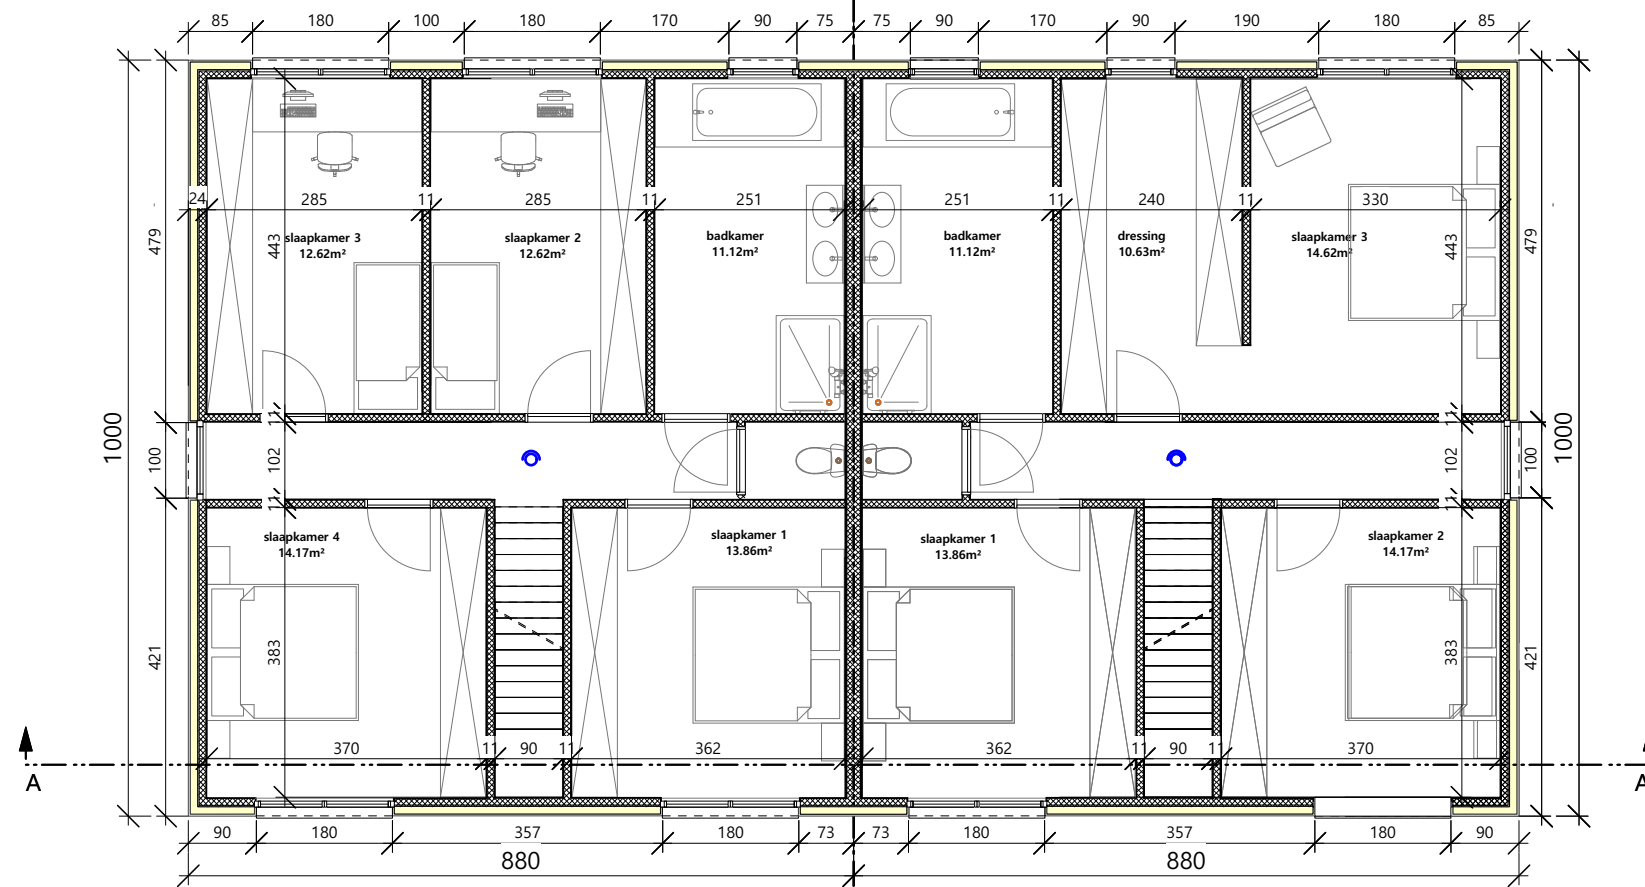 85 180 100 180 170 90 75 75 90 170 90 190 180 85
24 285 11 285 11 251 251 11 240 11 330
479 443 443 479
slaapkamer 3
12.62m²
slaapkamer 2
12.62m²
badkamer
11.12m²
badkamer
11.12m²
dressing
10.63m²
slaapkamer 3
14.62m²
11 11
1000 100 102 102 100 1000
11 11
slaapkamer 4
14.17m²
slaapkamer 1
13.86m²
slaapkamer 1
13.86m²
slaapkamer 2
14.17m²
421 383 383 421
370 11 90 11 362 362 11 90 11 370
A A
90 180 357 180 73 73 180 357 180 90
880 880